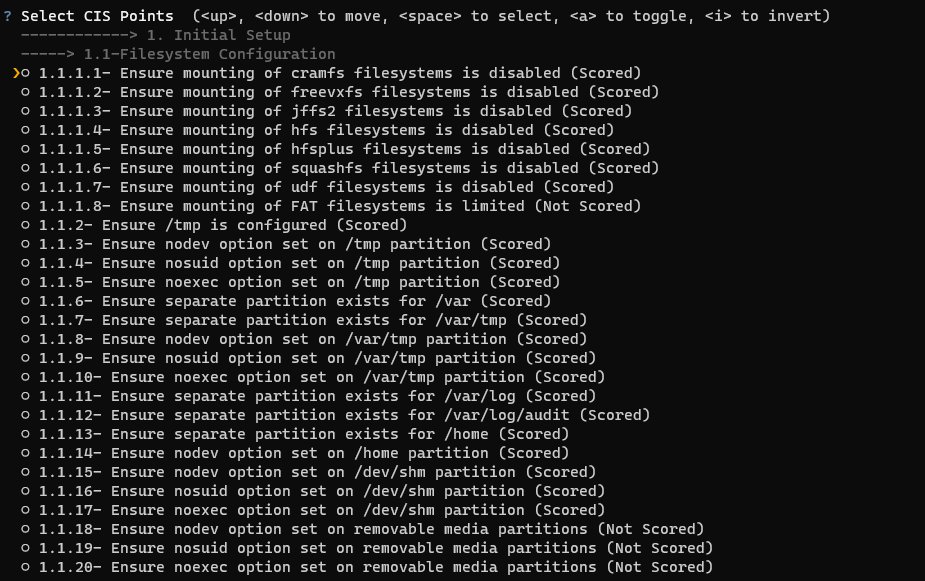 ? Select CIS Points  (<up>, <down> to move, <space> to select, <a> to toggle, <i> to invert)
------------> 1. Initial Setup
-----> 1.1-Filesystem Configuration
❯○ 1.1.1.1- Ensure mounting of cramfs filesystems is disabled (Scored)
○ 1.1.1.2- Ensure mounting of freevxfs filesystems is disabled (Scored)
○ 1.1.1.3- Ensure mounting of jffs2 filesystems is disabled (Scored)
○ 1.1.1.4- Ensure mounting of hfs filesystems is disabled (Scored)
○ 1.1.1.5- Ensure mounting of hfsplus filesystems is disabled (Scored)
○ 1.1.1.6- Ensure mounting of squashfs filesystems is disabled (Scored)
○ 1.1.1.7- Ensure mounting of udf filesystems is disabled (Scored)
○ 1.1.1.8- Ensure mounting of FAT filesystems is limited (Not Scored)
○ 1.1.2- Ensure /tmp is configured (Scored)
○ 1.1.3- Ensure nodev option set on /tmp partition (Scored)
○ 1.1.4- Ensure nosuid option set on /tmp partition (Scored)
○ 1.1.5- Ensure noexec option set on /tmp partition (Scored)
○ 1.1.6- Ensure separate partition exists for /var (Scored)
○ 1.1.7- Ensure separate partition exists for /var/tmp (Scored)
○ 1.1.8- Ensure nodev option set on /var/tmp partition (Scored)
○ 1.1.9- Ensure nosuid option set on /var/tmp partition (Scored)
○ 1.1.10- Ensure noexec option set on /var/tmp partition (Scored)
○ 1.1.11- Ensure separate partition exists for /var/log (Scored)
○ 1.1.12- Ensure separate partition exists for /var/log/audit (Scored)
○ 1.1.13- Ensure separate partition exists for /home (Scored)
○ 1.1.14- Ensure nodev option set on /home partition (Scored)
○ 1.1.15- Ensure nodev option set on /dev/shm partition (Scored)
○ 1.1.16- Ensure nosuid option set on /dev/shm partition (Scored)
○ 1.1.17- Ensure noexec option set on /dev/shm partition (Scored)
○ 1.1.18- Ensure nodev option set on removable media partitions (Not Scored)
○ 1.1.19- Ensure nosuid option set on removable media partitions (Not Scored)
○ 1.1.20- Ensure noexec option set on removable media partitions (Not Scored)